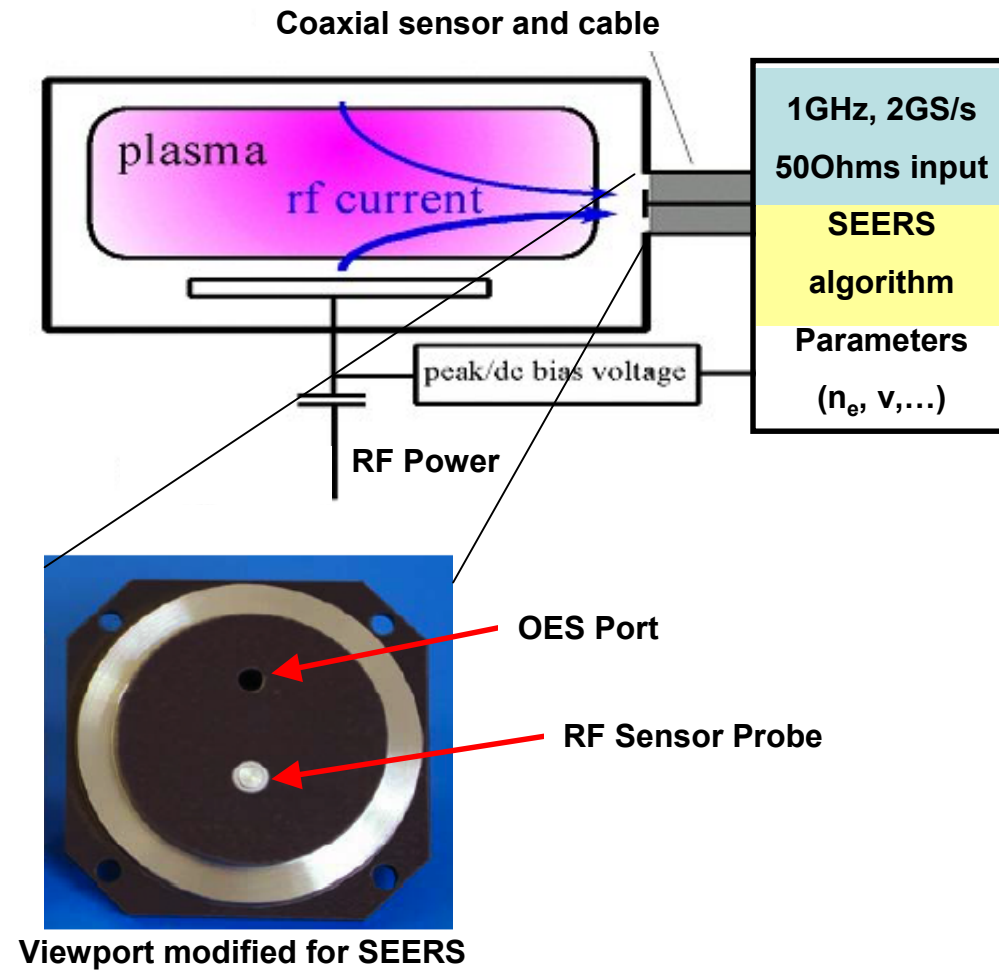 Coaxial sensor and cable
plasma
rf current
1GHz, 2GS/s
50Ohms input
SEERS
algorithm
Parameters
(nₑ, ν,…)
peak/dc bias voltage
RF Power
OES Port
RF Sensor Probe
Viewport modified for SEERS